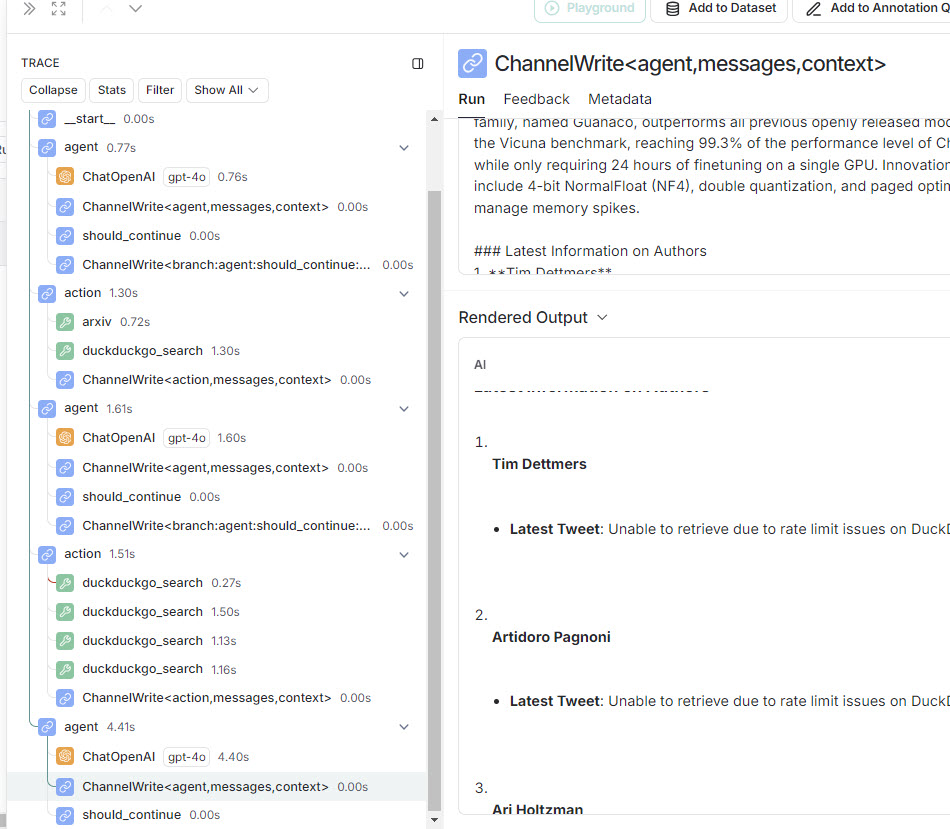 Playground
Add to Dataset
Add to Annotation Q
TRACE
Collapse
Stats
Filter
Show All
__start__ 0.00s
agent 0.77s
ChatOpenAI gpt-4o 0.76s
ChannelWrite<agent,messages,context> 0.00s
should_continue 0.00s
ChannelWrite<branch:agent:should_continue:... 0.00s
action 1.30s
arxiv 0.72s
duckduckgo_search 1.30s
ChannelWrite<action,messages,context> 0.00s
agent 1.61s
ChatOpenAI gpt-4o 1.60s
ChannelWrite<agent,messages,context> 0.00s
should_continue 0.00s
ChannelWrite<branch:agent:should_continue:... 0.00s
action 1.51s
duckduckgo_search 0.27s
duckduckgo_search 1.50s
duckduckgo_search 1.13s
duckduckgo_search 1.16s
ChannelWrite<action,messages,context> 0.00s
agent 4.41s
ChatOpenAI gpt-4o 4.40s
ChannelWrite<agent,messages,context> 0.00s
should_continue 0.00s
ChannelWrite<agent,messages,context>
Run Feedback Metadata
family, named Guanaco, outperforms all previous openly released mod
the Vicuna benchmark, reaching 99.3% of the performance level of Ch
while only requiring 24 hours of finetuning on a single GPU. Innovation
include 4-bit NormalFloat (NF4), double quantization, and paged optim
manage memory spikes.
### Latest Information on Authors
1. **Tim Dettmers**
Rendered Output
AI
Latest Information on Authors
1.
Tim Dettmers
• Latest Tweet: Unable to retrieve due to rate limit issues on DuckD
2.
Artidoro Pagnoni
• Latest Tweet: Unable to retrieve due to rate limit issues on DuckD
3.
Ari Holtzman